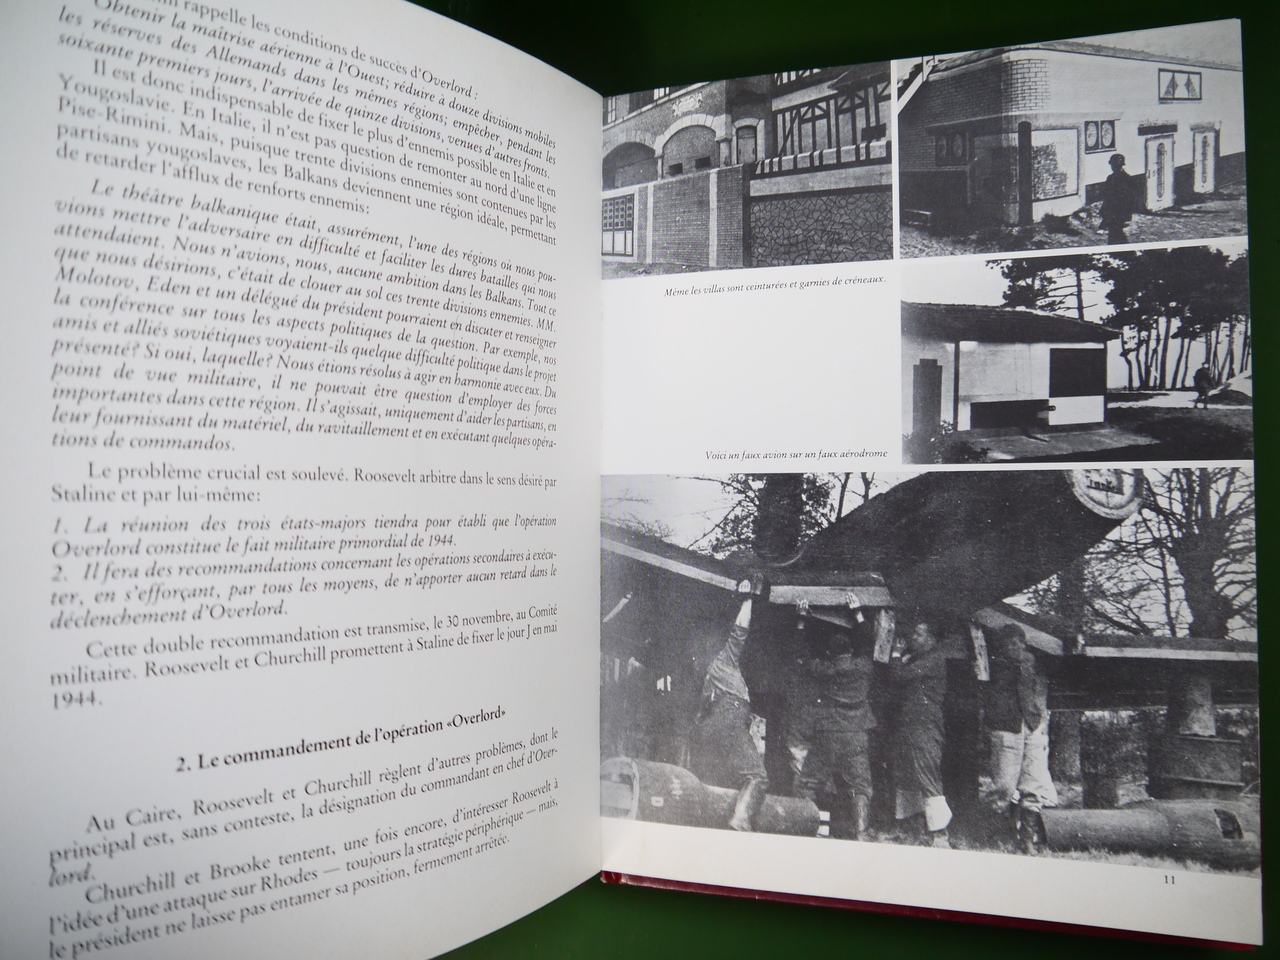 rappelle les conditions de succès d'Overlord :
Obtenir la maîtrise aérienne à l'Ouest; réduire à douze divisions mobiles
les réserves des Allemands dans les mêmes régions; empêcher, pendant les
soixante premiers jours, l'arrivée de quinze divisions, venues d'autres fronts.
Il est donc indispensable de fixer le plus d'ennemis possible en Italie et en
Yougoslavie. En Italie, il n'est pas question de remonter au nord d'une ligne
Pise-Rimini. Mais, puisque trente divisions ennemies sont contenues par les
partisans yougoslaves, les Balkans deviennent une région idéale, permettant
de retarder l'afflux de renforts ennemis:
Le théâtre balkanique était, assurément, l'une des régions où nous pou-
vions mettre l'adversaire en difficulté et faciliter les dures batailles qui nous
attendaient. Nous n'avions, nous, aucune ambition dans les Balkans. Tout ce
que nous désirions, c'était de clouer au sol ces trente divisions ennemies. MM.
Molotov, Eden et un délégué du président pourraient en discuter et renseigner
la conférence sur tous les aspects politiques de la question. Par exemple, nos
amis et alliés soviétiques voyaient-ils quelque difficulté politique dans le projet
présenté? Si oui, laquelle? Nous étions résolus à agir en harmonie avec eux. Du
point de vue militaire, il ne pouvait être question d'employer des forces
importantes dans cette région. Il s'agissait, uniquement d'aider les partisans, en
leur fournissant du matériel, du ravitaillement et en exécutant quelques opéra-
tions de commandos.
Le problème crucial est soulevé. Roosevelt arbitre dans le sens désiré par
Staline et par lui-même:
1. La réunion des trois états-majors tiendra pour établi que l'opération
Overlord constitue le fait militaire primordial de 1944.
2. Il fera des recommandations concernant les opérations secondaires à exécu-
ter, en s'efforçant, par tous les moyens, de n'apporter aucun retard dans le
déclenchement d'Overlord.
Cette double recommandation est transmise, le 30 novembre, au Comité
militaire. Roosevelt et Churchill promettent à Staline de fixer le jour J en mai
1944.
2. Le commandement de l'opération «Overlord»
Au Caire, Roosevelt et Churchill règlent d'autres problèmes, dont le
principal est, sans conteste, la désignation du commandant en chef d'Over-
lord.
Churchill et Brooke tentent, une fois encore, d'intéresser Roosevelt à
l'idée d'une attaque sur Rhodes — toujours la stratégie périphérique — mais,
le président ne laisse pas entamer sa position, fermement arrêtée.
Même les villas sont ceinturées et garnies de créneaux.
Voici un faux avion sur un faux aérodrome
11